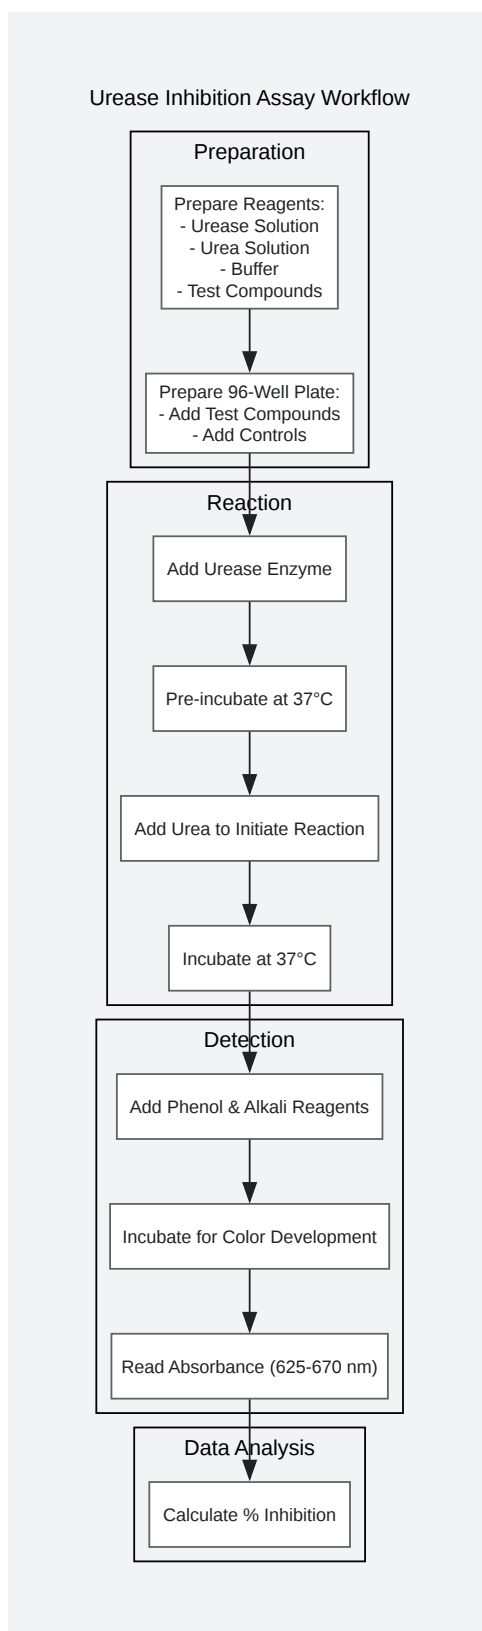 Urease Inhibition Assay Workflow
Preparation
Prepare Reagents:
- Urease Solution
- Urea Solution
- Buffer
- Test Compounds
Prepare 96-Well Plate:
- Add Test Compounds
- Add Controls
Reaction
Add Urease Enzyme
Pre-incubate at 37°C
Add Urea to Initiate Reaction
Incubate at 37°C
Detection
Add Phenol & Alkali Reagents
Incubate for Color Development
Read Absorbance (625-670 nm)
Data Analysis
Calculate % Inhibition